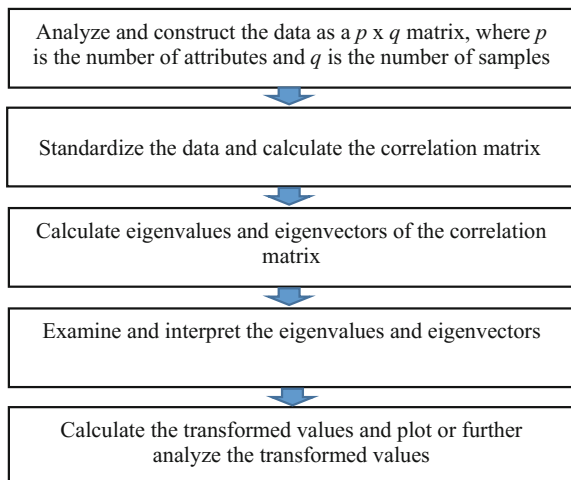 Analyze and construct the data as a p x q matrix, where p
is the number of attributes and q is the number of samples
Standardize the data and calculate the correlation matrix
Calculate eigenvalues and eigenvectors of the correlation
matrix
Examine and interpret the eigenvalues and eigenvectors
Calculate the transformed values and plot or further
analyze the transformed values